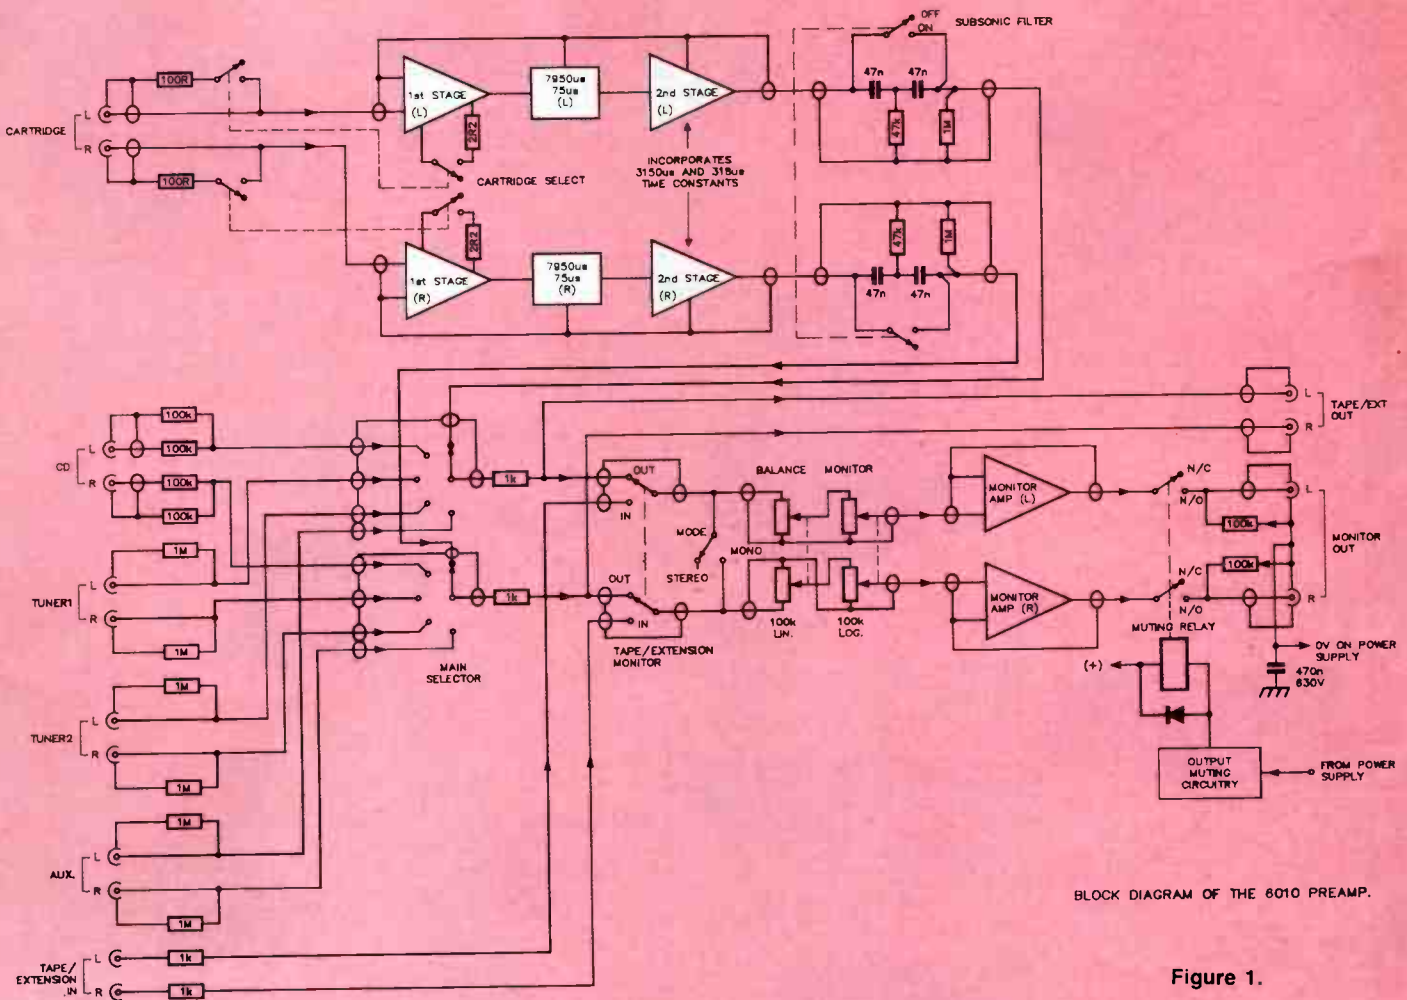 OFF
ON
SUBSONIC FILTER
47n
47n
47k
1M
100R
L
CARTRIDGE
R
100R
1st STAGE
(L)
7950us
75us
(L)
2nd STAGE
(L)
2R2
CARTRIDGE SELECT
INCORPORATES
3150us AND 318us
TIME CONSTANTS
2R2
1st STAGE
(R)
7950us
75us
(R)
2nd STAGE
(R)
47k
1M
47n
47n
100k
L
100k
CD
R
100k
100k
1M
L
TUNER1
R
1M
1M
L
TUNER2
R
1M
1M
L
AUX.
R
1M
L
1k
TAPE/
EXTENSION
IN
R
1k
1k
1k
MAIN
SELECTOR
OUT
IN
OUT
IN
TAPE/EXTENSION
MONITOR
MODE
MONO
STEREO
BALANCE
MONITOR
100k
LIN.
100k
LOG.
MONITOR
AMP (L)
MONITOR
AMP (R)
L
TAPE/EXT
OUT
R
N/C
N/O
L
100k
MONITOR
OUT
100k
N/C
R
N/O
MUTING RELAY
0V ON POWER
SUPPLY
470n
630V
(+)
OUTPUT
MUTING
CIRCUITRY
FROM POWER
SUPPLY
BLOCK DIAGRAM OF THE 6010 PREAMP.
Figure 1.